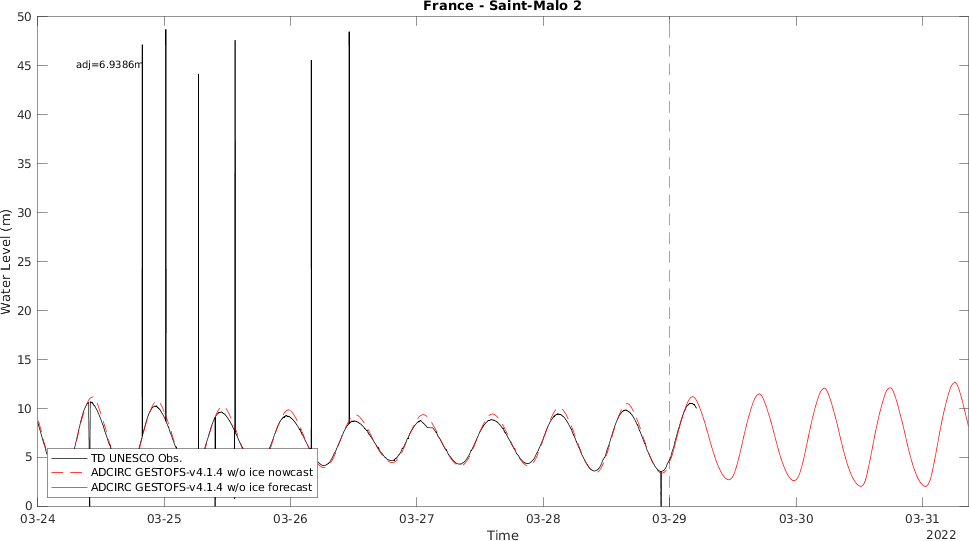 France - Saint-Malo 2
50
45
40
35
30
25
20
15
10
5
0
Water Level (m)
adj=6.9386m
TD UNESCO Obs.
ADCIRC GESTOFS-v4.1.4 w/o ice nowcast
ADCIRC GESTOFS-v4.1.4 w/o ice forecast
03-24 03-25 03-26 03-27 03-28 03-29 03-30 03-31
Time
2022